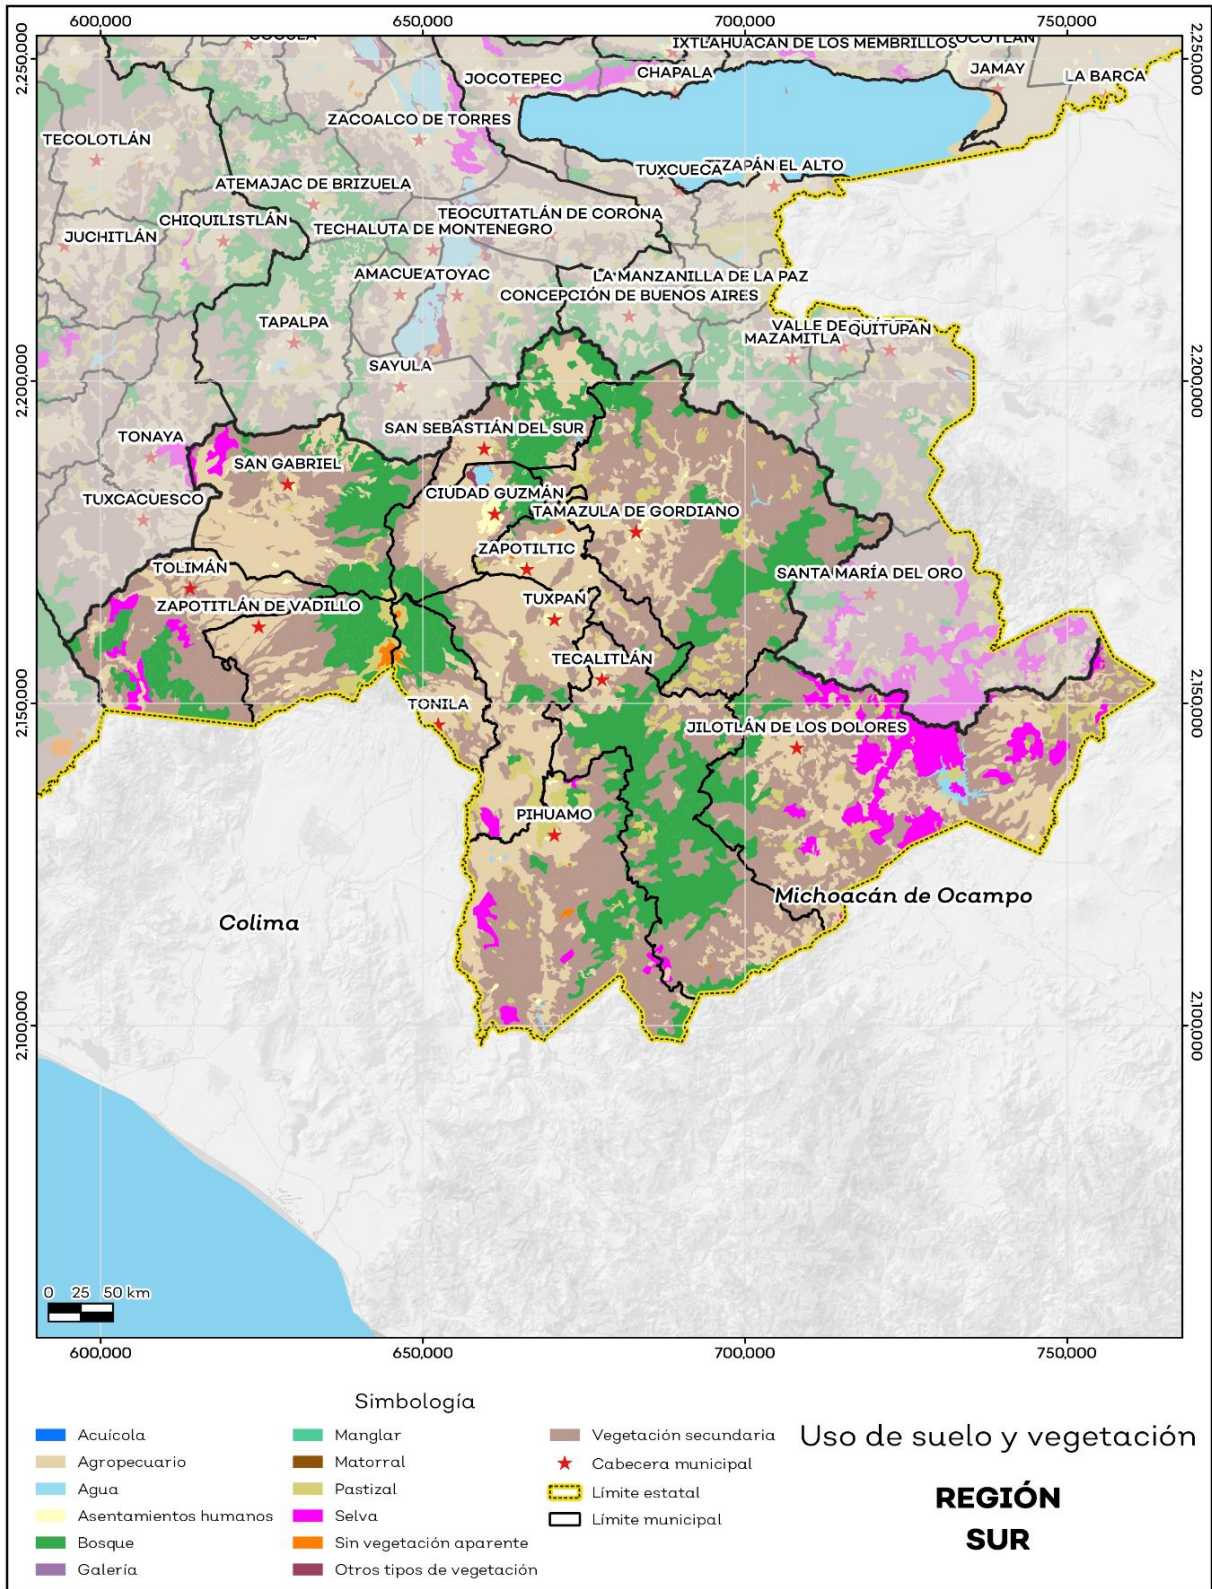 600,000 650,000 700,000 750,000
2,250,000 2,250,000
IXTLAHUACÁN DE LOS MEMBRILLOS
JAMAY
CHAPALA
JOCOTEPEC
LA BARCA
ZACOALCO DE TORRES
TECOLOTLÁN
TUXCUECA
ATEMAJAC DE BRIZUELA
CHIQUILISTLÁN
TEOCUITATLÁN DE CORONA
TECHALUTA DE MONTENEGRO
JUCHITLÁN
AMACUE
ATOYAC
LA MANZANILLA DE LA PAZ
CONCEPCIÓN DE BUENOS AIRES
TAPALPA
VALLE DE
QUITUPAN
MAZAMITLA
SAYULA
2,200,000 2,200,000
SAN SEBASTIÁN DEL SUR
TONAYA
SAN GABRIEL
CIUDAD GUZMÁN
TUXCACUESCO
TAMAZULA DE GORDIANO
ZAPOTILTIC
TOLIMÁN
SANTA MARÍA DEL ORO
ZAPOTITLÁN DE VADILLO
TUXPAN
TECALITLÁN
2,150,000 2,150,000
TONILA
JILOTLÁN DE LOS DOLORES
PIHUAMO
Michoacán de Ocampo
Colima
2,100,000 2,100,000
0 25 50 km
600,000 650,000 700,000 750,000
Simbología
Acuícola
Agropecuario
Agua
Asentamientos humanos
Bosque
Galería
Manglar
Matorral
Pastizal
Selva
Sin vegetación aparente
Otros tipos de vegetación
Vegetación secundaria
Cabecera municipal
Límite estatal
Límite municipal
Uso de suelo y vegetación
REGIÓN
SUR